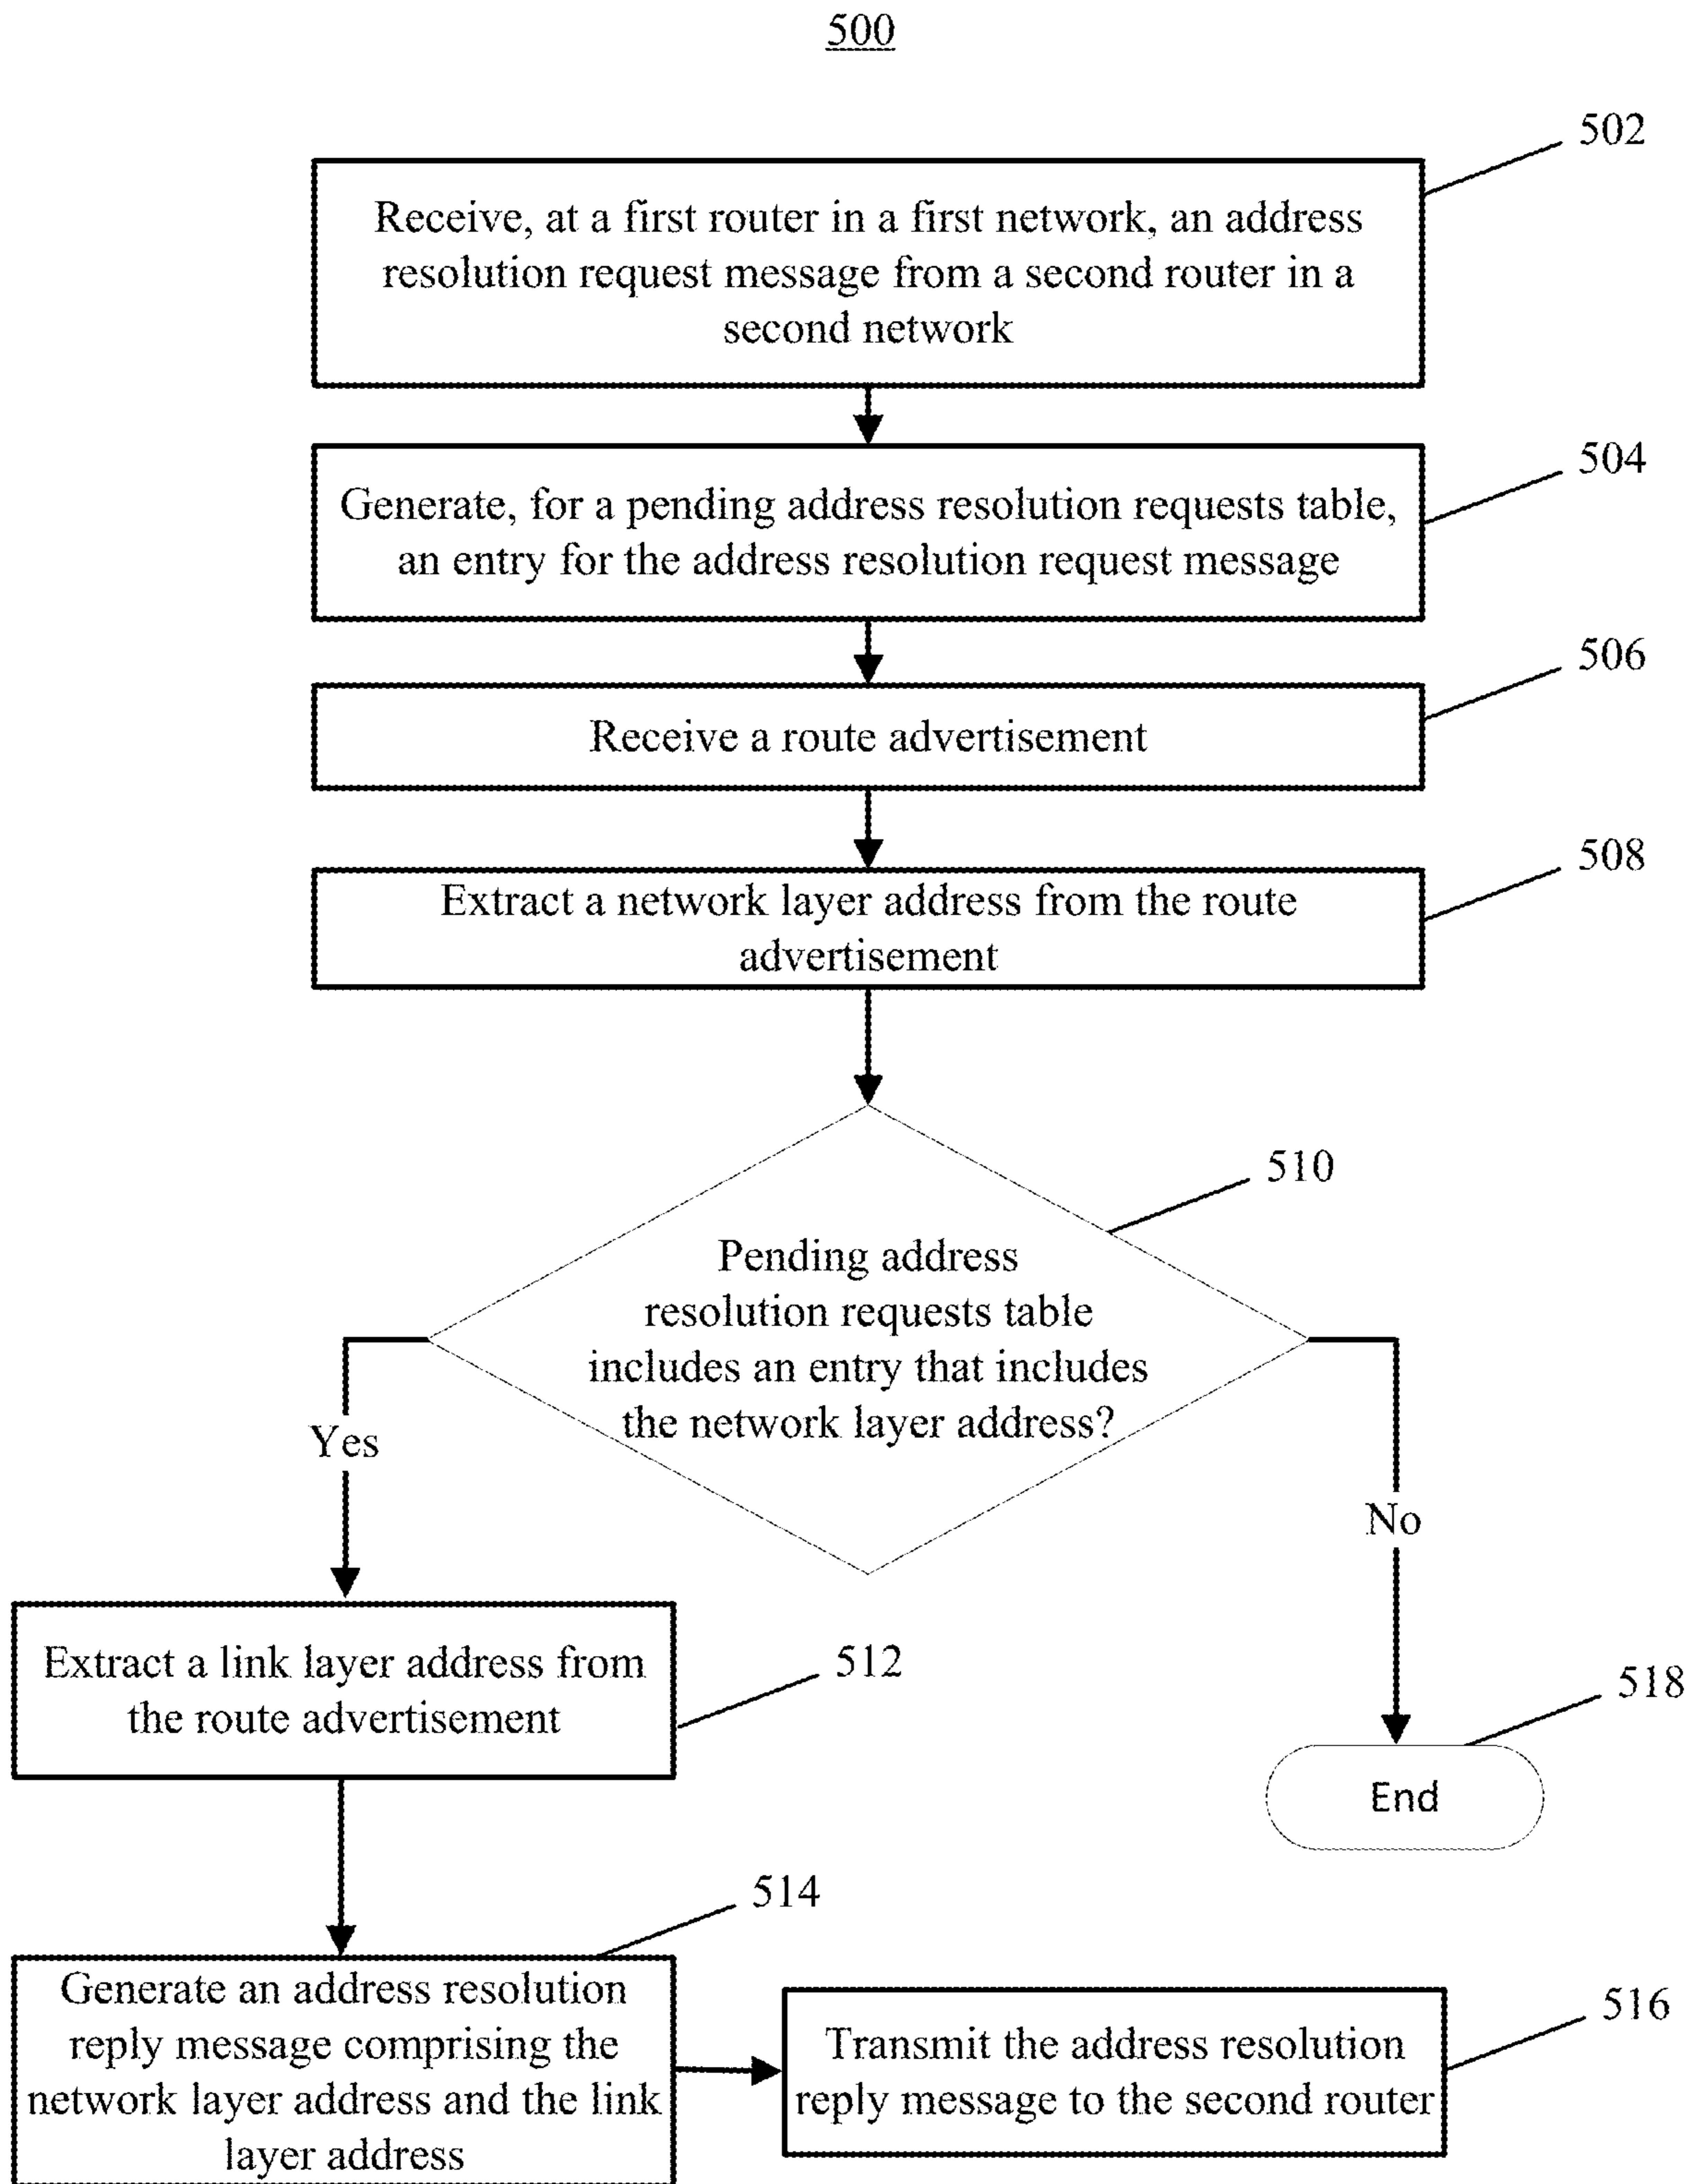 500
502
Receive, at a first router in a first network, an address
resolution request message from a second router in a
second network
504
Generate, for a pending address resolution requests table,
an entry for the address resolution request message
506
Receive a route advertisement
508
Extract a network layer address from the route
advertisement
510
Pending address
resolution requests table
includes an entry that includes
the network layer address?
Yes
No
Extract a link layer address from
the route advertisement
512
518
End
514
Generate an address resolution
reply message comprising the
network layer address and the link
layer address
516
Transmit the address resolution
reply message to the second router